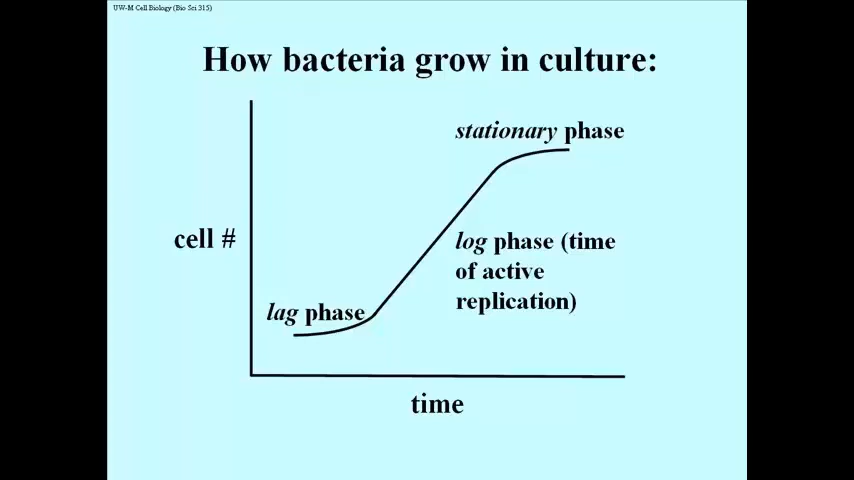 UW-M Cell Biology (Bio Sci 315)
How bacteria grow in culture:
stationary phase
cell #
log phase (time
of active
replication)
lag phase
time